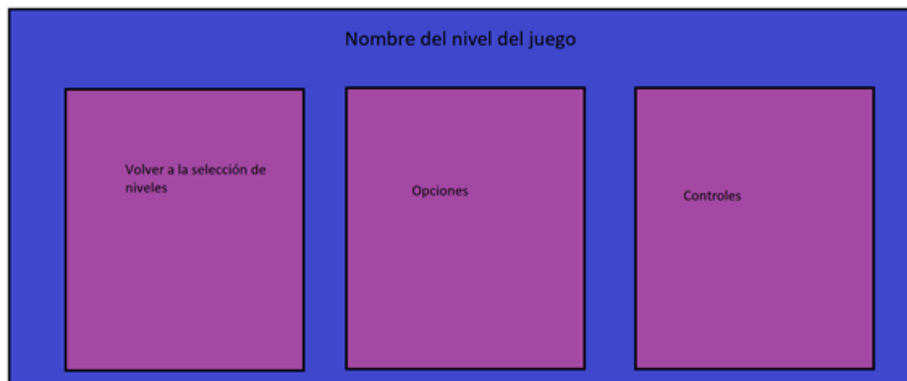 Nombre del nivel del juego
Volver a la selección de
niveles
Opciones
Controles